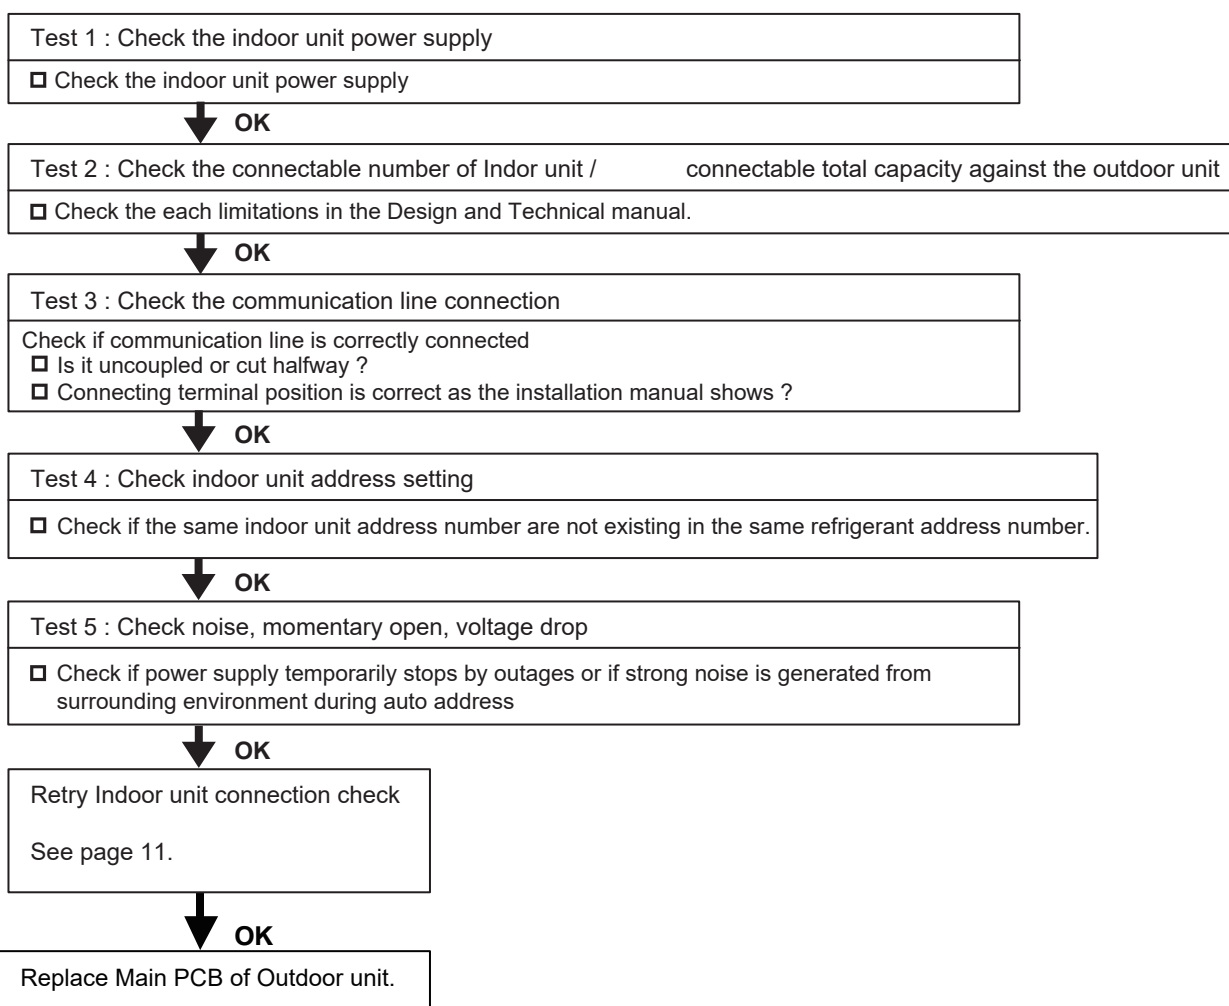 Test 1 : Check the indoor unit power supply
Check the indoor unit power supply
OK
Test 2 : Check the connectable number of Indor unit / connectable total capacity against the outdoor unit
Check the each limitations in the Design and Technical manual.
OK
Test 3 : Check the communication line connection
Check if communication line is correctly connected
Is it uncoupled or cut halfway ?
Connecting terminal position is correct as the installation manual shows ?
OK
Test 4 : Check indoor unit address setting
Check if the same indoor unit address number are not existing in the same refrigerant address number.
OK
Test 5 : Check noise, momentary open, voltage drop
Check if power supply temporarily stops by outages or if strong noise is generated from
surrounding environment during auto address
OK
Retry Indoor unit connection check
See page 11.
OK
Replace Main PCB of Outdoor unit.